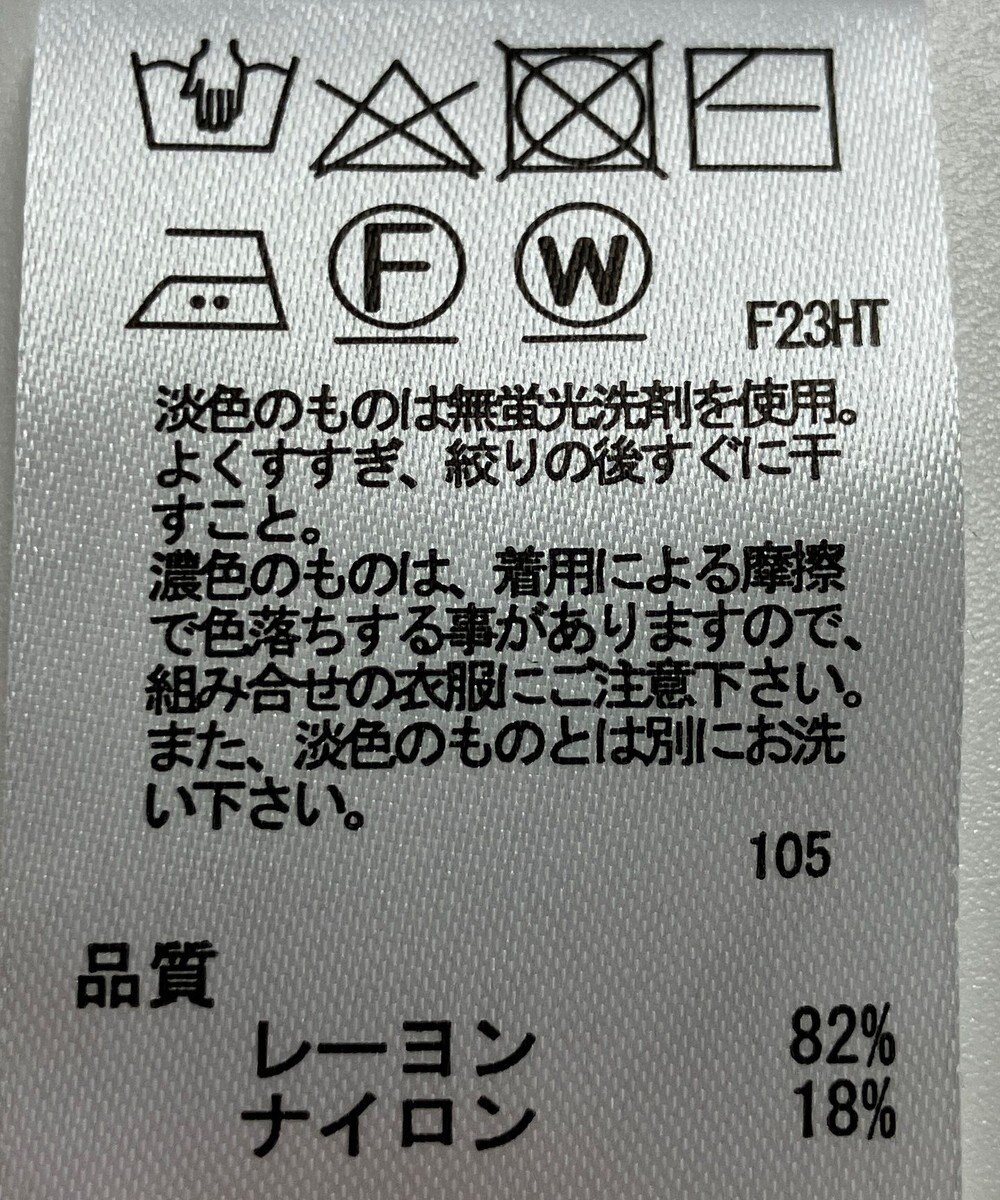 F
W
F23HT
淡色のものは無蛍光洗剤を使用。
よくすすぎ、絞りの後すぐに干
すこと。
濃色のものは、着用による摩擦
で色落ちする事がありますので、
組み合せの衣服にご注意下さい。
また、淡色のものとは別にお洗
い下さい。
105
品質
レーヨン 82%
ナイロン 18%